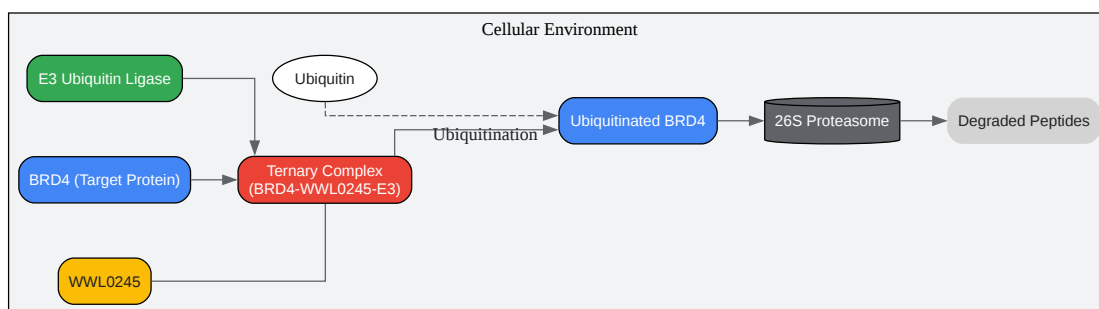 Cellular Environment
E3 Ubiquitin Ligase
Ubiquitin
Ubiquitination
Ubiquitinated BRD4
26S Proteasome
Degraded Peptides
BRD4 (Target Protein)
Ternary Complex
(BRD4-WWL0245-E3)
WWL0245